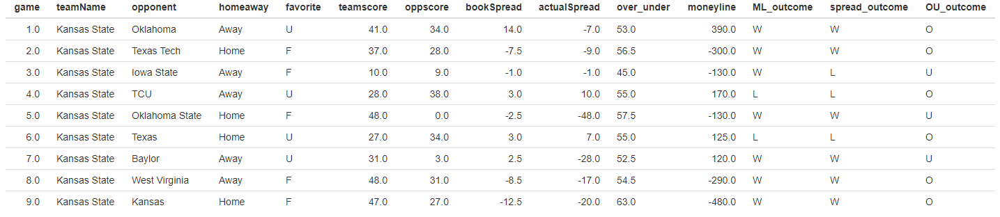 game teamName opponent homeaway favorite teamscore oppscore bookSpread actualSpread over_under moneyline ML_outcome spread_outcome OU_outcome
1.0 Kansas State Oklahoma Away U 41.0 34.0 14.0 -7.0 53.0 390.0 W W O
2.0 Kansas State Texas Tech Home F 37.0 28.0 -7.5 -9.0 56.5 -300.0 W W O
3.0 Kansas State Iowa State Away F 10.0 9.0 -1.0 -1.0 45.0 -130.0 W L U
4.0 Kansas State TCU Away U 28.0 38.0 3.0 10.0 55.0 170.0 L L O
5.0 Kansas State Oklahoma State Home F 48.0 0.0 -2.5 -48.0 57.5 -130.0 W W U
6.0 Kansas State Texas Home U 27.0 34.0 3.0 7.0 55.0 125.0 L L O
7.0 Kansas State Baylor Away U 31.0 3.0 2.5 -28.0 52.5 120.0 W W U
8.0 Kansas State West Virginia Away F 48.0 31.0 -8.5 -17.0 54.5 -290.0 W W O
9.0 Kansas State Kansas Home F 47.0 27.0 -12.5 -20.0 63.0 -480.0 W W O